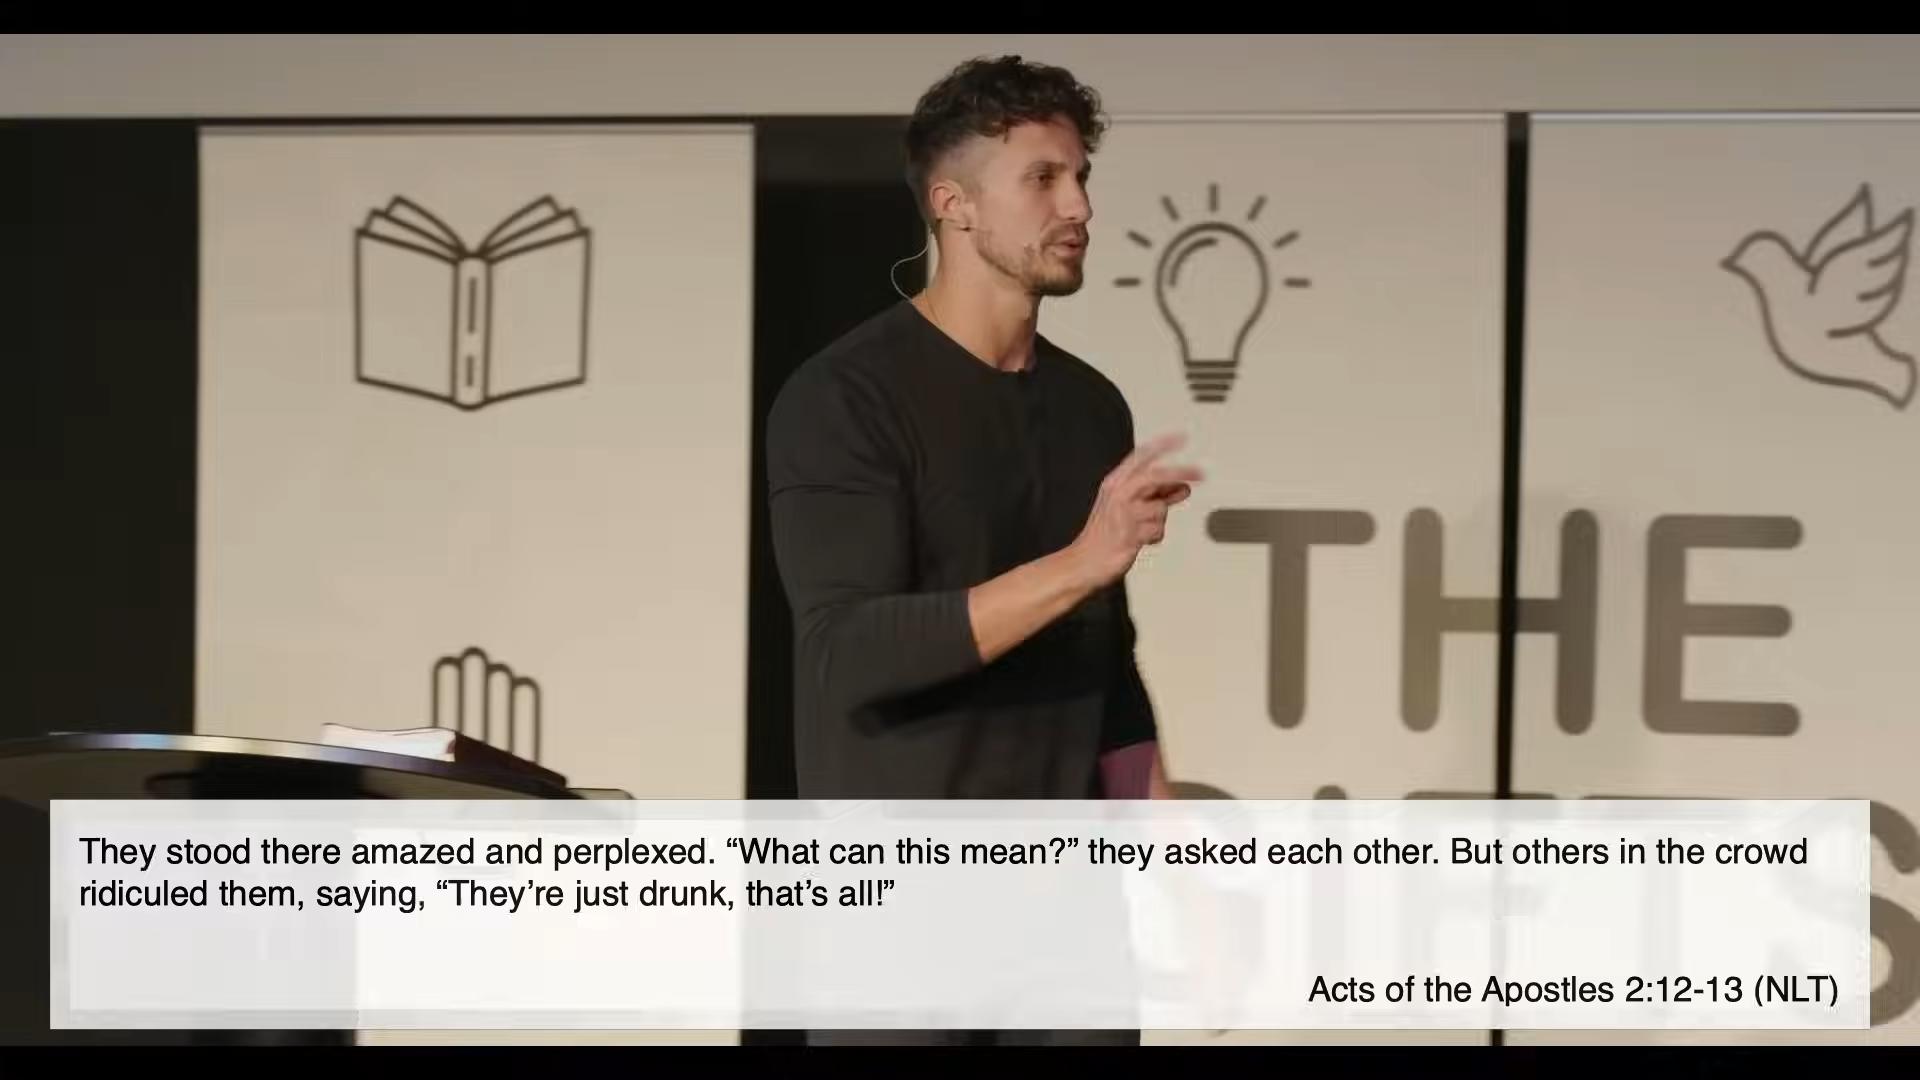 THE
GIFTS
They stood there amazed and perplexed. “What can this mean?” they asked each other. But others in the crowd
ridiculed them, saying, “They’re just drunk, that’s all!”
Acts of the Apostles 2:12-13 (NLT)